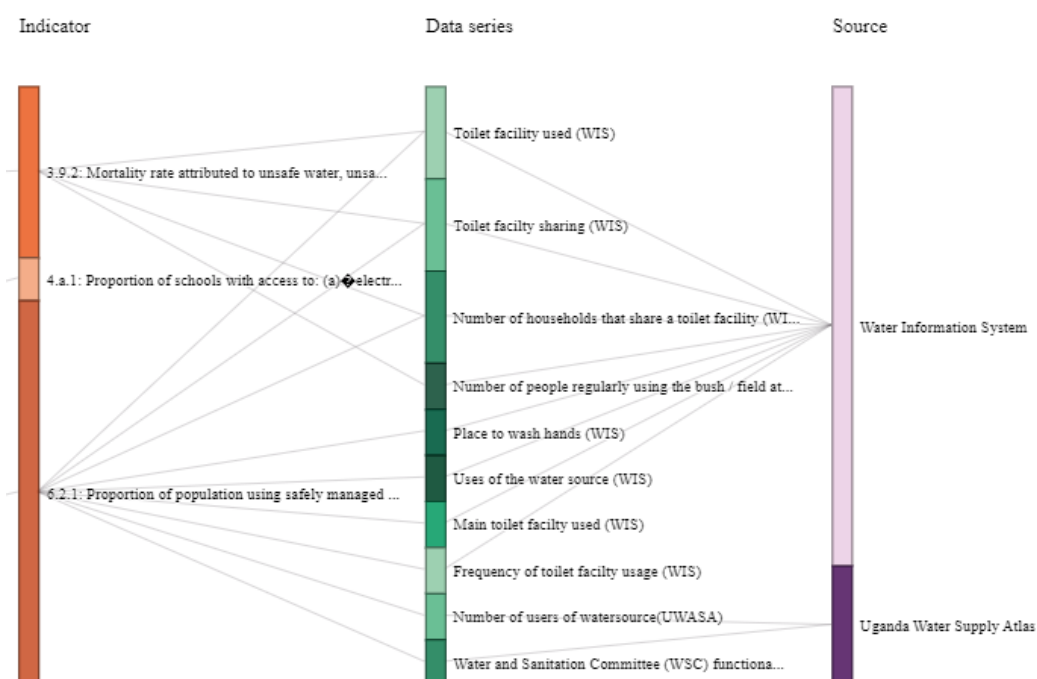 Indicator
Data series
Source
3.9.2: Mortality rate attributed to unsafe water, unsa...
4.a.1: Proportion of schools with access to: (a)�electr...
6.2.1: Proportion of population using safely managed ...
Toilet facility used (WIS)
Toilet facilty sharing (WIS)
Number of households that share a toilet facility (WI...
Number of people regularly using the bush / field at...
Place to wash hands (WIS)
Uses of the water source (WIS)
Main toilet facilty used (WIS)
Frequency of toilet facilty usage (WIS)
Number of users of watersource(UWASA)
Water and Sanitation Committee (WSC) functiona...
Water Information System
Uganda Water Supply Atlas